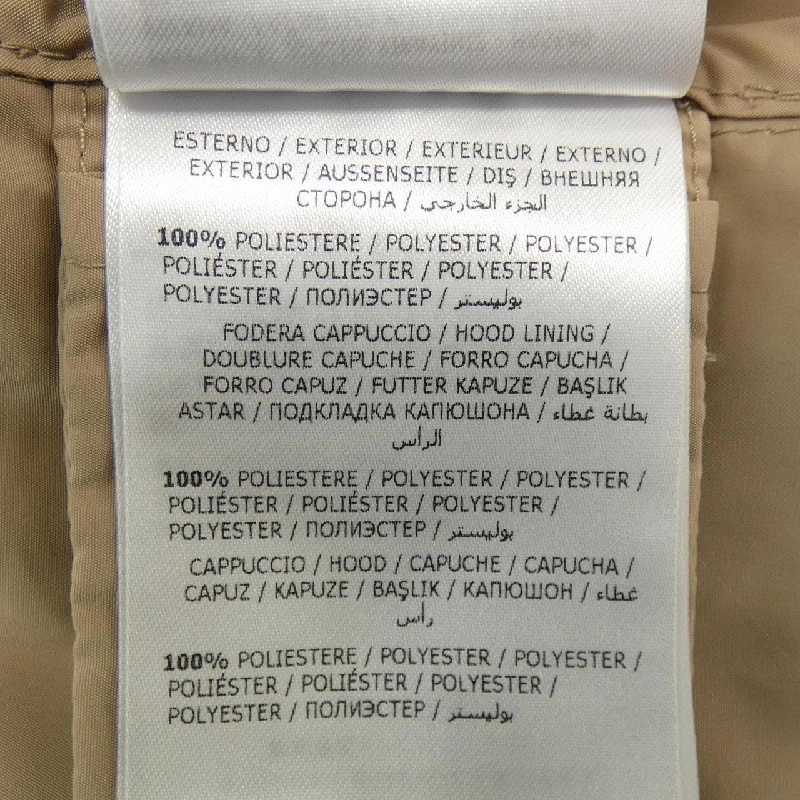 ESTERNO / EXTERIOR / EXTERIEUR / EXTERNO /
EXTERIOR / AUSSENSEITE / DIŞ / ВНЕШНЯЯ
СТОРОНА / الجزء الخارجي
100% POLIESTERE / POLYESTER / POLYESTER /
POLIÉSTER / POLIÉSTER / POLYESTER /
POLYESTER / ПОЛИЭСТЕР / بوليستر
FODERA CAPPUCCIO / HOOD LINING /
DOUBLURE CAPUCHE / FORRO CAPUCHA /
FORRO CAPUZ / FUTTER KAPUZE / BAŞLIK
ASTAR / ПОДКЛАДКА КАПЮШОНА / بطانة غطاء
الرأس
100% POLIESTERE / POLYESTER / POLYESTER /
POLIÉSTER / POLIÉSTER / POLYESTER /
POLYESTER / ПОЛИЭСТЕР / بوليستر
CAPPUCCIO / HOOD / CAPUCHE / CAPUCHA /
CAPUZ / KAPUZE / BAŞLIK / КАПЮШОН / غطاء
رأس
100% POLIESTERE / POLYESTER / POLYESTER /
POLIÉSTER / POLIÉSTER / POLYESTER /
POLYESTER / ПОЛИЭСТЕР / بوليستر